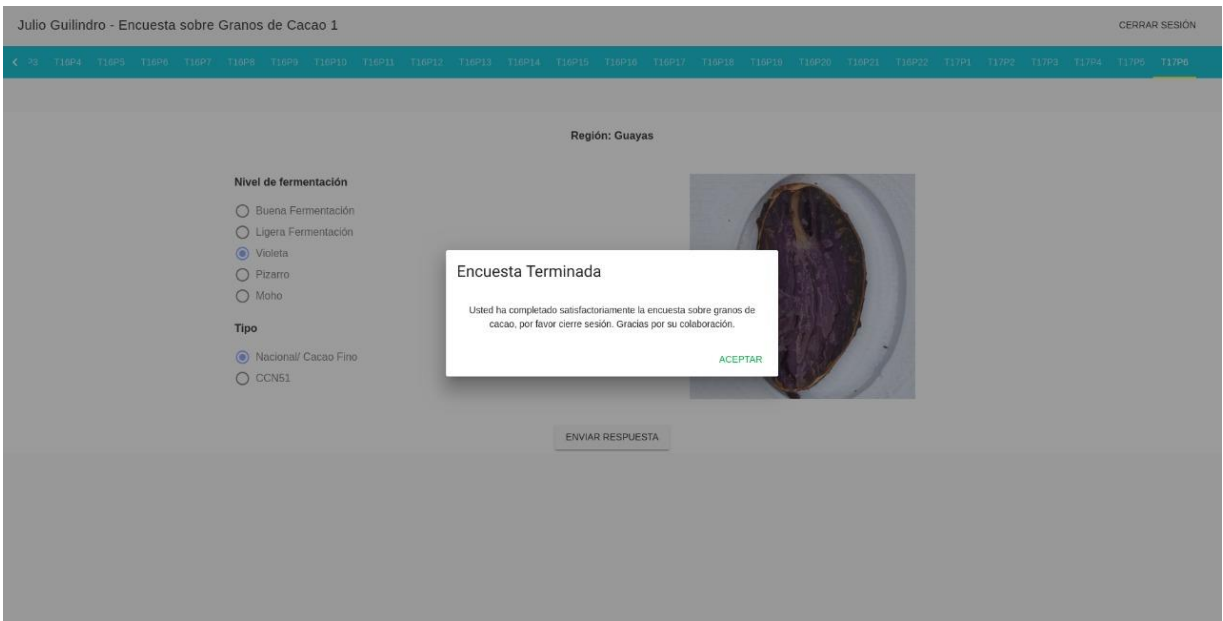 Julio Guilindro - Encuesta sobre Granos de Cacao 1
CERRAR SESIÓN
P3 T16P4 T16P5 T16P6 T16P7 T16P8 T16P9 T16P10 T16P11 T16P12 T16P13 T16P14 T16P15 T16P16 T16P17 T16P18 T16P19 T16P20 T16P21 T16P22 T17P1 T17P2 T17P3 T17P4 T17P5 T17P6
Región: Guayas
Nivel de fermentación
Buena Fermentación
Ligera Fermentación
Violeta
Pizarro
Moho
Tipo
Nacional/ Cacao Fino
CCN51
Encuesta Terminada
Usted ha completado satisfactoriamente la encuesta sobre granos de
cacao, por favor cierre sesión. Gracias por su colaboración.
ACEPTAR
ENVIAR RESPUESTA